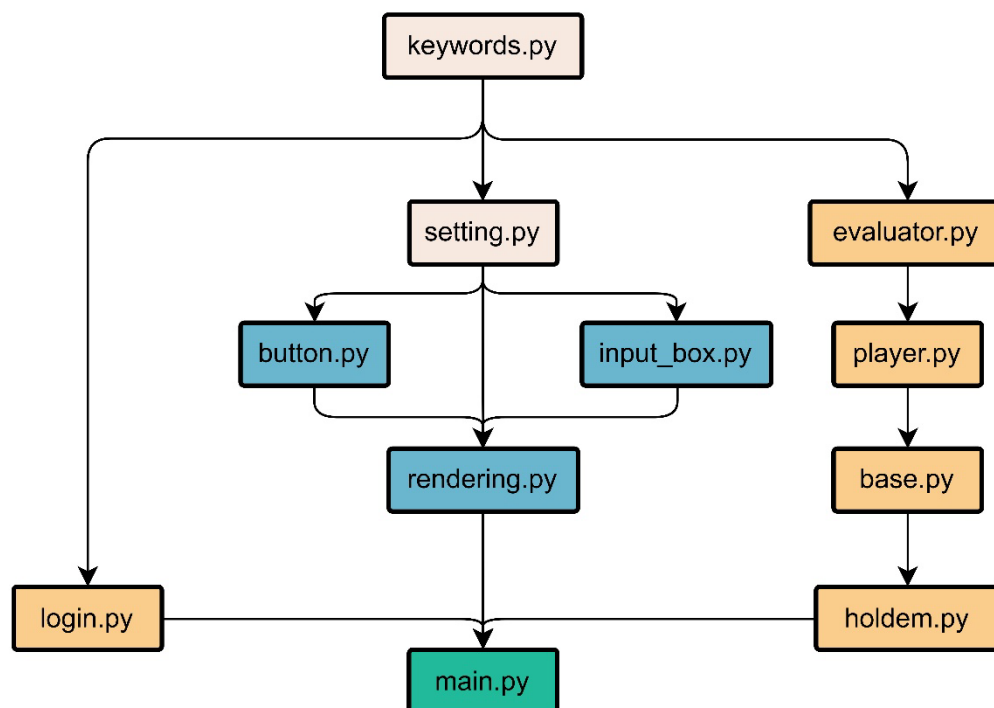 keywords.py
setting.py
evaluator.py
button.py
input_box.py
player.py
rendering.py
base.py
login.py
holdem.py
main.py